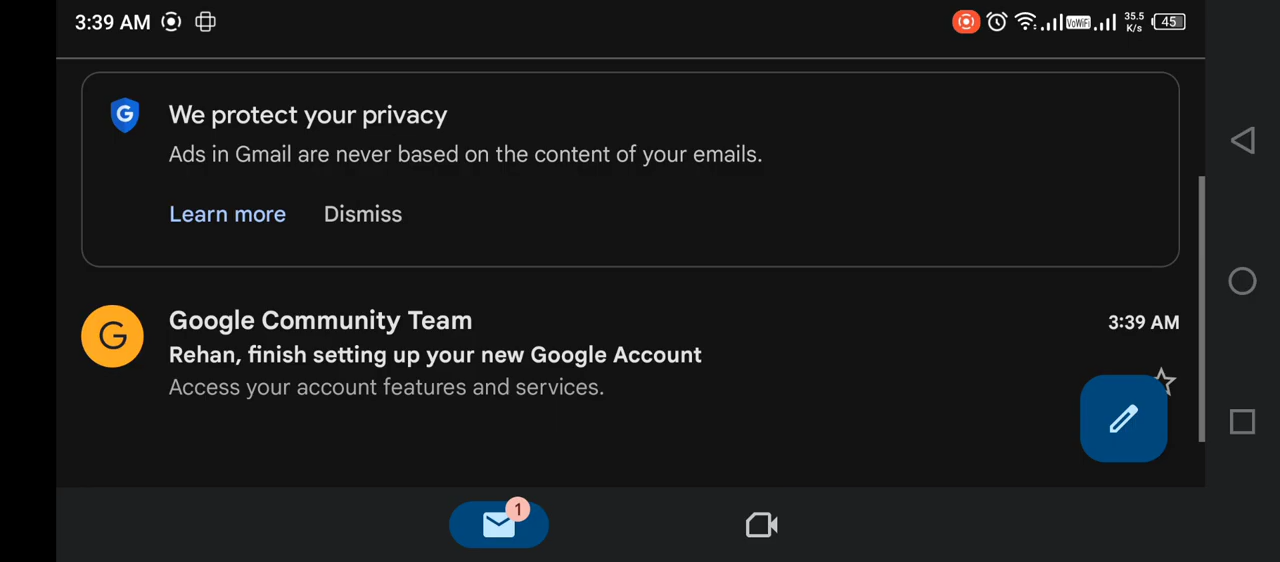 3:39 AM VoWiFi 35.5 K/s 45
G We protect your privacy
Ads in Gmail are never based on the content of your emails.
Learn more Dismiss
G Google Community Team 3:39 AM
Rehan, finish setting up your new Google Account
Access your account features and services.
1